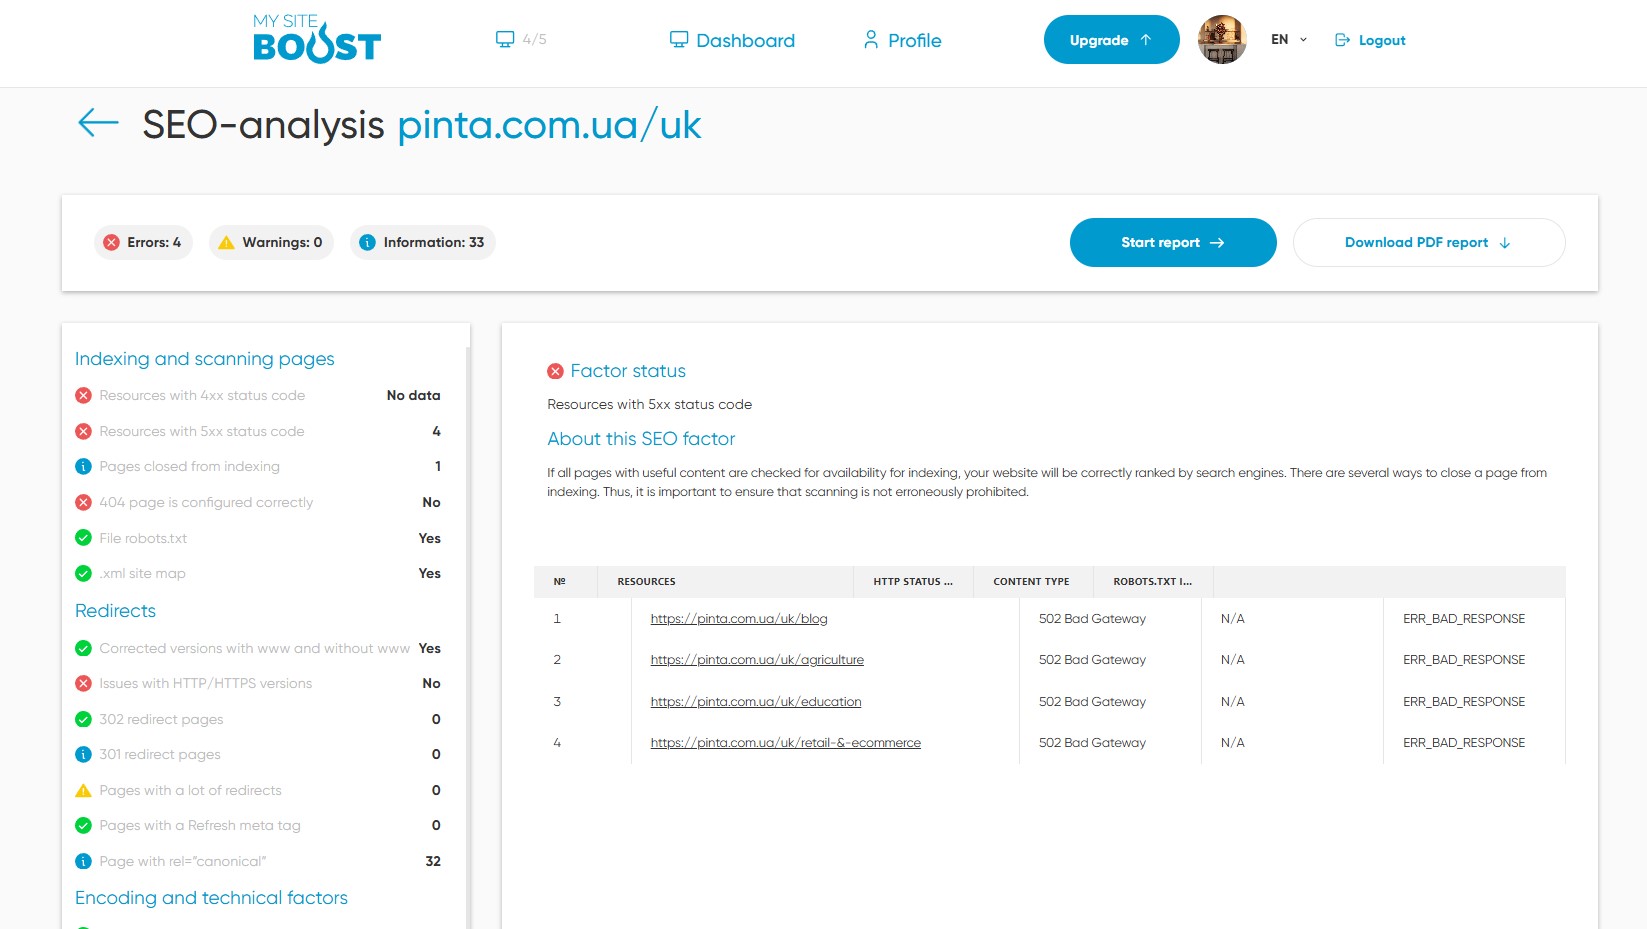 MY SITE
BOOST
4/5
Dashboard
Profile
Upgrade
EN
Logout
SEO-analysis pinta.com.ua/uk
Errors: 4
Warnings: 0
Information: 33
Start report
Download PDF report
Indexing and scanning pages
Resources with 4xx status code No data
Resources with 5xx status code 4
Pages closed from indexing 1
404 page is configured correctly No
File robots.txt Yes
.xml site map Yes
Redirects
Corrected versions with www and without www Yes
Issues with HTTP/HTTPS versions No
302 redirect pages 0
301 redirect pages 0
Pages with a lot of redirects 0
Pages with a Refresh meta tag 0
Page with rel="canonical" 32
Encoding and technical factors
Factor status
Resources with 5xx status code
About this SEO factor
If all pages with useful content are checked for availability for indexing, your website will be correctly ranked by search engines. There are several ways to close a page from
indexing. Thus, it is important to ensure that scanning is not erroneously prohibited.
№ RESOURCES HTTP STATUS ... CONTENT TYPE ROBOTS.TXT I...
1 https://pinta.com.ua/uk/blog 502 Bad Gateway N/A ERR_BAD_RESPONSE
2 https://pinta.com.ua/uk/agriculture 502 Bad Gateway N/A ERR_BAD_RESPONSE
3 https://pinta.com.ua/uk/education 502 Bad Gateway N/A ERR_BAD_RESPONSE
4 https://pinta.com.ua/uk/retail-&-ecommerce 502 Bad Gateway N/A ERR_BAD_RESPONSE